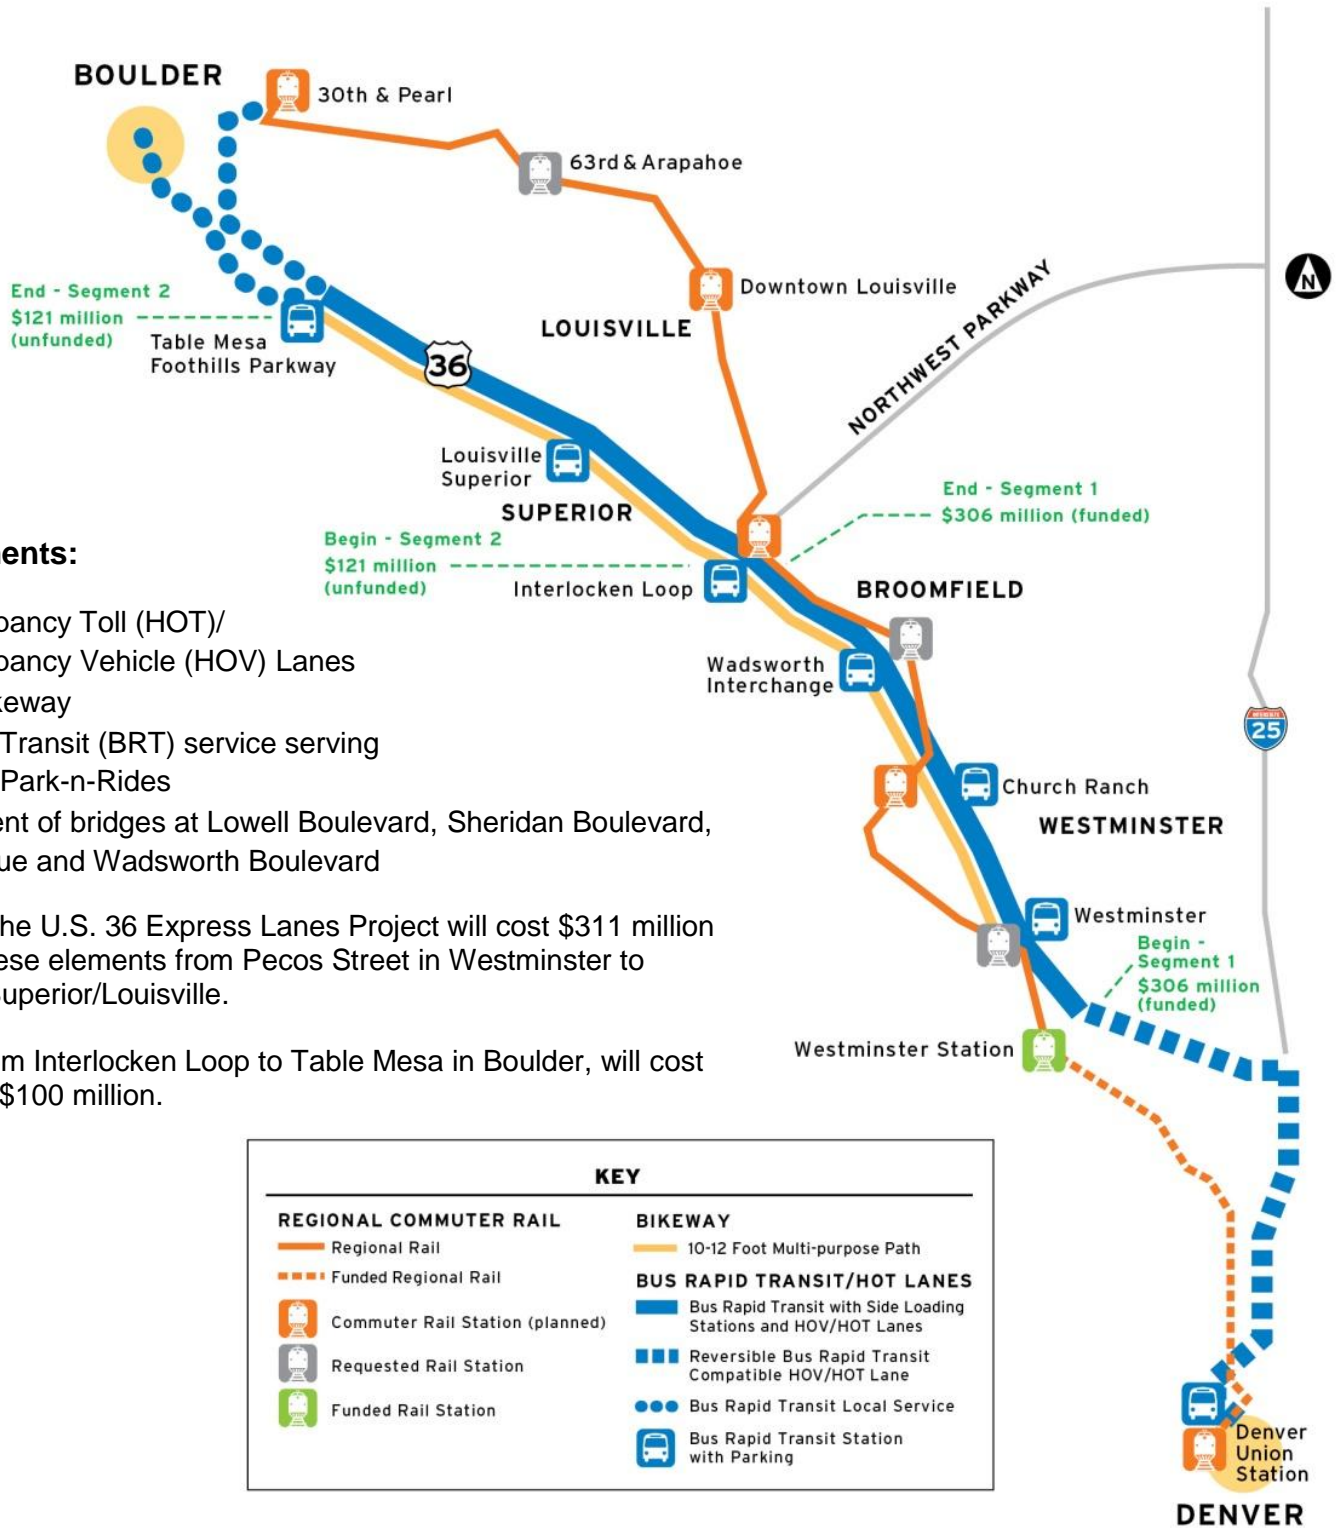 BOULDER
30th & Pearl
63rd & Arapahoe
Downtown Louisville
LOUISVILLE
NORTHWEST PARKWAY
N
End - Segment 2
$121 million
(unfunded)
Table Mesa
Foothills Parkway
36
Louisville
Superior
SUPERIOR
End - Segment 1
$306 million (funded)
Begin - Segment 2
$121 million
(unfunded)
Interlocken Loop
BROOMFIELD
Wadsworth
Interchange
25
Church Ranch
WESTMINSTER
Westminster
Begin -
Segment 1
$306 million
(funded)
Westminster Station
ents:
pancy Toll (HOT)/
pancy Vehicle (HOV) Lanes
keway
Transit (BRT) service serving
Park-n-Rides
ent of bridges at Lowell Boulevard, Sheridan Boulevard,
ue and Wadsworth Boulevard
he U.S. 36 Express Lanes Project will cost $311 million
ese elements from Pecos Street in Westminster to
Superior/Louisville.
m Interlocken Loop to Table Mesa in Boulder, will cost
$100 million.
KEY
REGIONAL COMMUTER RAIL
Regional Rail
Funded Regional Rail
Commuter Rail Station (planned)
Requested Rail Station
Funded Rail Station
BIKEWAY
10-12 Foot Multi-purpose Path
BUS RAPID TRANSIT/HOT LANES
Bus Rapid Transit with Side Loading
Stations and HOV/HOT Lanes
Reversible Bus Rapid Transit
Compatible HOV/HOT Lane
Bus Rapid Transit Local Service
Bus Rapid Transit Station
with Parking
Denver
Union
Station
DENVER